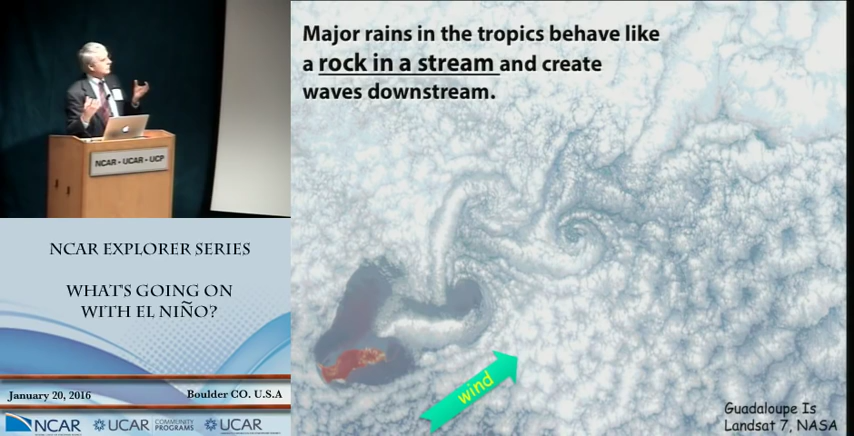 Major rains in the tropics behave like
a rock in a stream and create
waves downstream.
NCAR - UCAR - UCP
NCAR EXPLORER SERIES
WHAT'S GOING ON
WITH EL NIÑO?
wind
January 20, 2016
Boulder CO. U.S.A
Guadaloupe Is
Landsat 7, NASA
NCAR
UCAR
COMMUNITY
PROGRAMS
UCAR